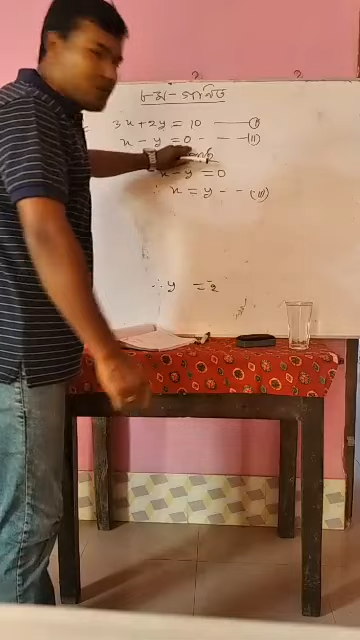 ৮ম - গণিত
3x + 2y = 10 —— (i)
x - y = 0 - —— (ii)
x - y = 0
∴ x = y - - (iii)
∴ y = 2